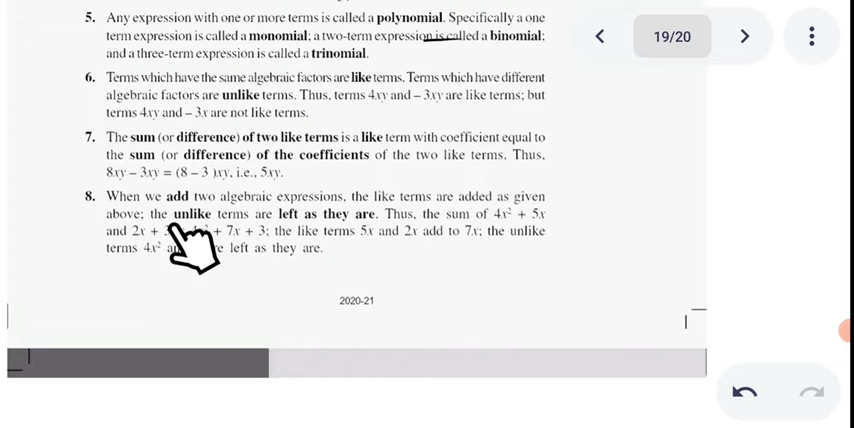 5. Any expression with one or more terms is called a polynomial. Specifically a one
term expression is called a monomial; a two-term expression is called a binomial;
and a three-term expression is called a trinomial.
6. Terms which have the same algebraic factors are like terms. Terms which have different
algebraic factors are unlike terms. Thus, terms 4xy and – 3xy are like terms; but
terms 4xy and – 3x are not like terms.
7. The sum (or difference) of two like terms is a like term with coefficient equal to
the sum (or difference) of the coefficients of the two like terms. Thus,
8xy – 3xy = (8 – 3 )xy, i.e., 5xy.
8. When we add two algebraic expressions, the like terms are added as given
above; the unlike terms are left as they are. Thus, the sum of 4x² + 5x
and 2x + + 7x + 3; the like terms 5x and 2x add to 7x; the unlike
terms 4x² left as they are.
2020-21
19/20